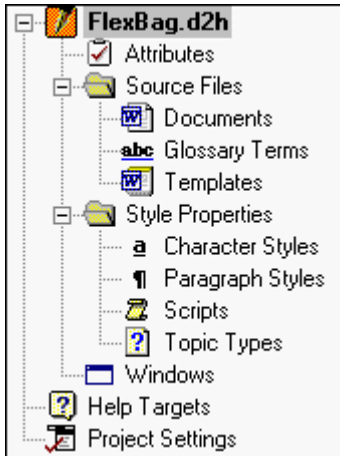 FlexBag.d2h
Attributes
Source Files
Documents
abc Glossary Terms
Templates
Style Properties
a Character Styles
¶ Paragraph Styles
Scripts
? Topic Types
Windows
? Help Targets
Project Settings